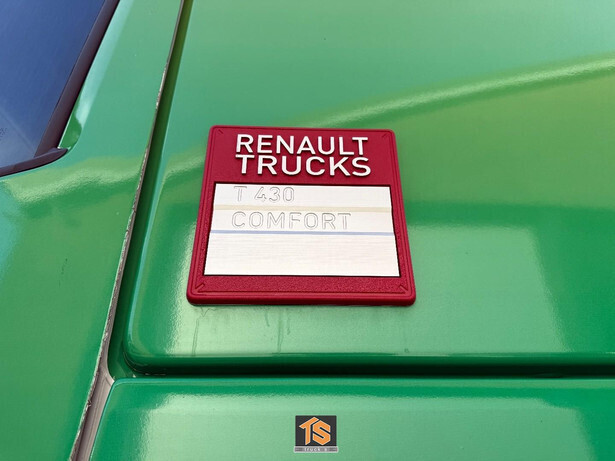 RENAULT
TRUCKS
T 430
COMFORT
TS